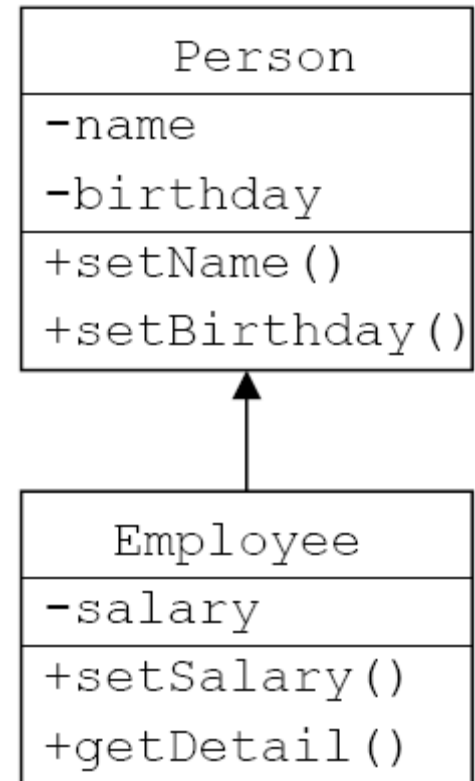 Person
-name
-birthday
+setName()
+setBirthday()
Employee
-salary
+setSalary()
+getDetail()